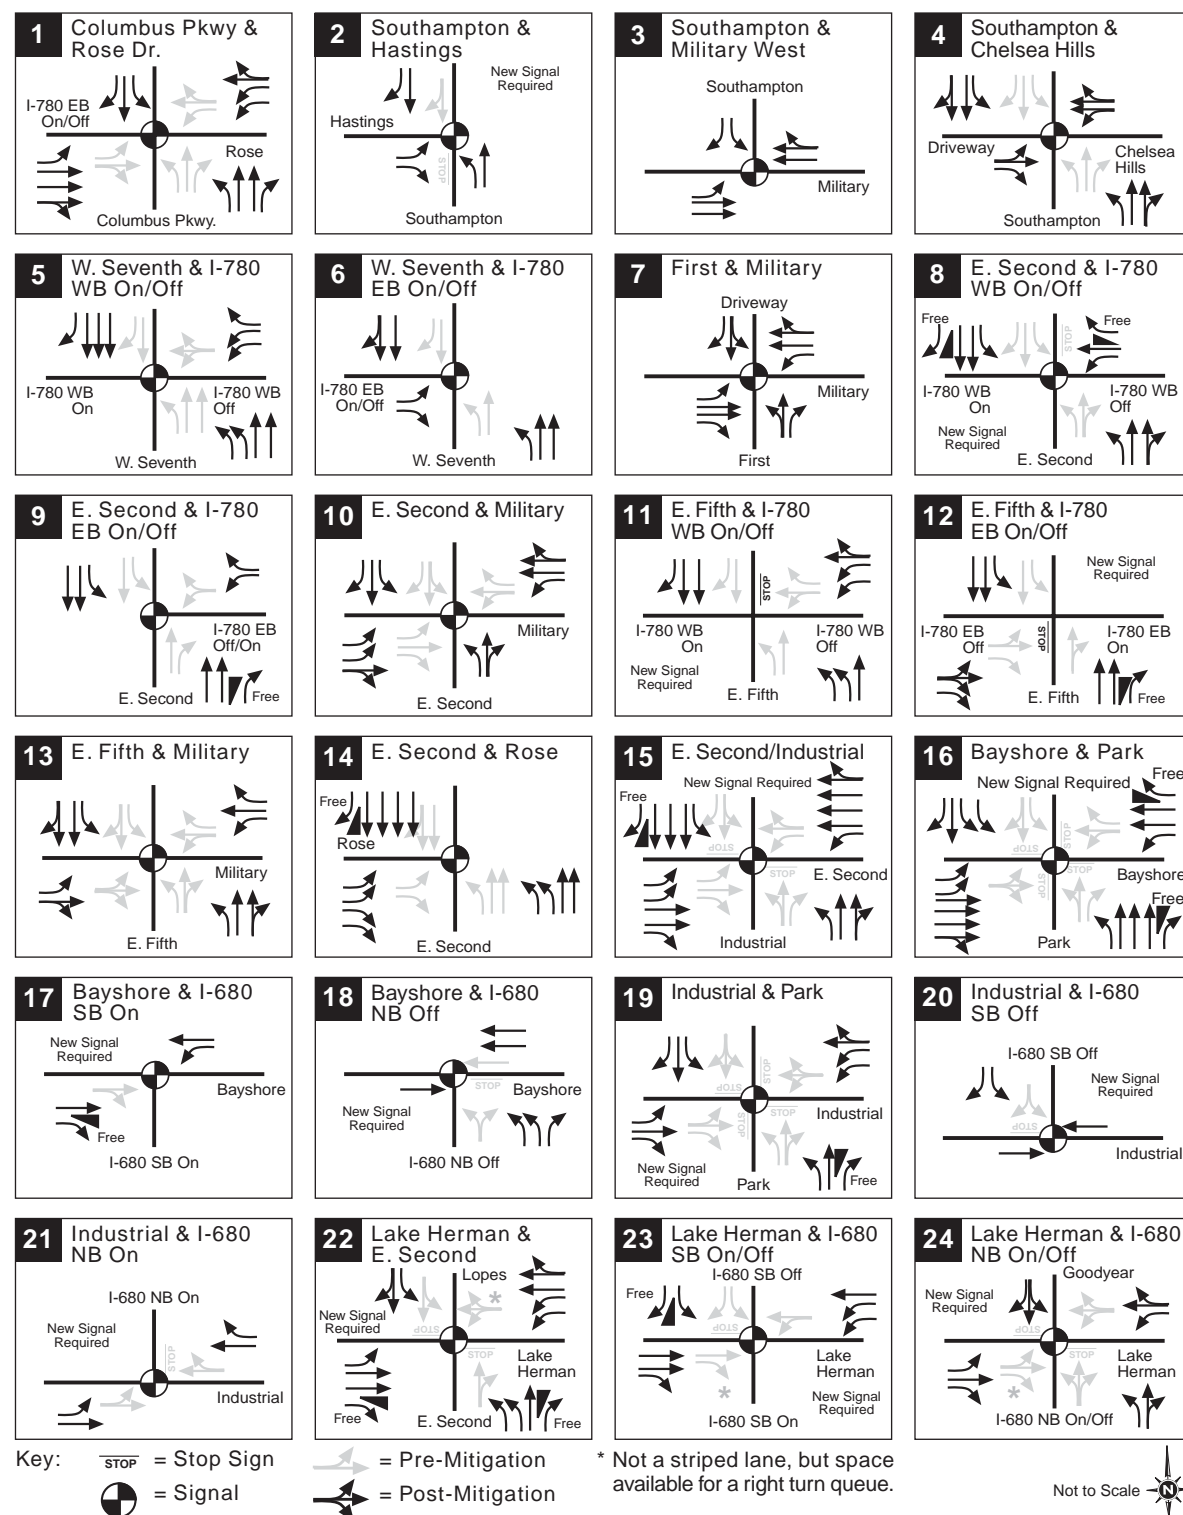 1
Columbus Pkwy &
Rose Dr.
I-780 EB
On/Off
Rose
Columbus Pkwy.
2
Southampton &
Hastings
New Signal
Required
Hastings
STOP
Southampton
3
Southampton &
Military West
Southampton
Military
4
Southampton &
Chelsea Hills
Driveway
Chelsea
Hills
Southampton
5
W. Seventh & I-780
WB On/Off
I-780 WB
On
I-780 WB
Off
W. Seventh
6
W. Seventh & I-780
EB On/Off
I-780 EB
On/Off
W. Seventh
7
First & Military
Driveway
Military
First
8
E. Second & I-780
WB On/Off
Free
STOP
Free
I-780 WB
On
I-780 WB
Off
New Signal
Required
E. Second
9
E. Second & I-780
EB On/Off
I-780 EB
Off/On
E. Second
Free
10
E. Second & Military
Military
E. Second
11
E. Fifth & I-780
WB On/Off
STOP
I-780 WB
On
I-780 WB
Off
New Signal
Required
E. Fifth
12
E. Fifth & I-780
EB On/Off
New Signal
Required
I-780 EB
Off
STOP
I-780 EB
On
E. Fifth
Free
13
E. Fifth & Military
Military
E. Fifth
14
E. Second & Rose
Free
Rose
E. Second
15
E. Second/Industrial
New Signal Required
Free
STOP
STOP
E. Second
Industrial
16
Bayshore & Park
New Signal Required
Free
STOP
STOP
STOP
STOP
Bayshore
Free
Park
17
Bayshore & I-680
SB On
New Signal
Required
Bayshore
Free
I-680 SB On
18
Bayshore & I-680
NB Off
STOP
Bayshore
New Signal
Required
I-680 NB Off
19
Industrial & Park
STOP
STOP
STOP
STOP
Industrial
New Signal
Required
Park
Free
20
Industrial & I-680
SB Off
I-680 SB Off
New Signal
Required
STOP
Industrial
21
Industrial & I-680
NB On
I-680 NB On
New Signal
Required
STOP
Industrial
22
Lake Herman &
E. Second
Lopes
*
New Signal
Required
STOP
STOP
Lake
Herman
Free
E. Second
Free
23
Lake Herman & I-680
SB On/Off
I-680 SB Off
Free
STOP
Lake
Herman
*
New Signal
Required
I-680 SB On
24
Lake Herman & I-680
NB On/Off
Goodyear
New Signal
Required
STOP
STOP
Lake
Herman
*
I-680 NB On/Off
Key:
STOP = Stop Sign
= Signal
= Pre-Mitigation
= Post-Mitigation
* Not a striped lane, but space
available for a right turn queue.
Not to Scale
N